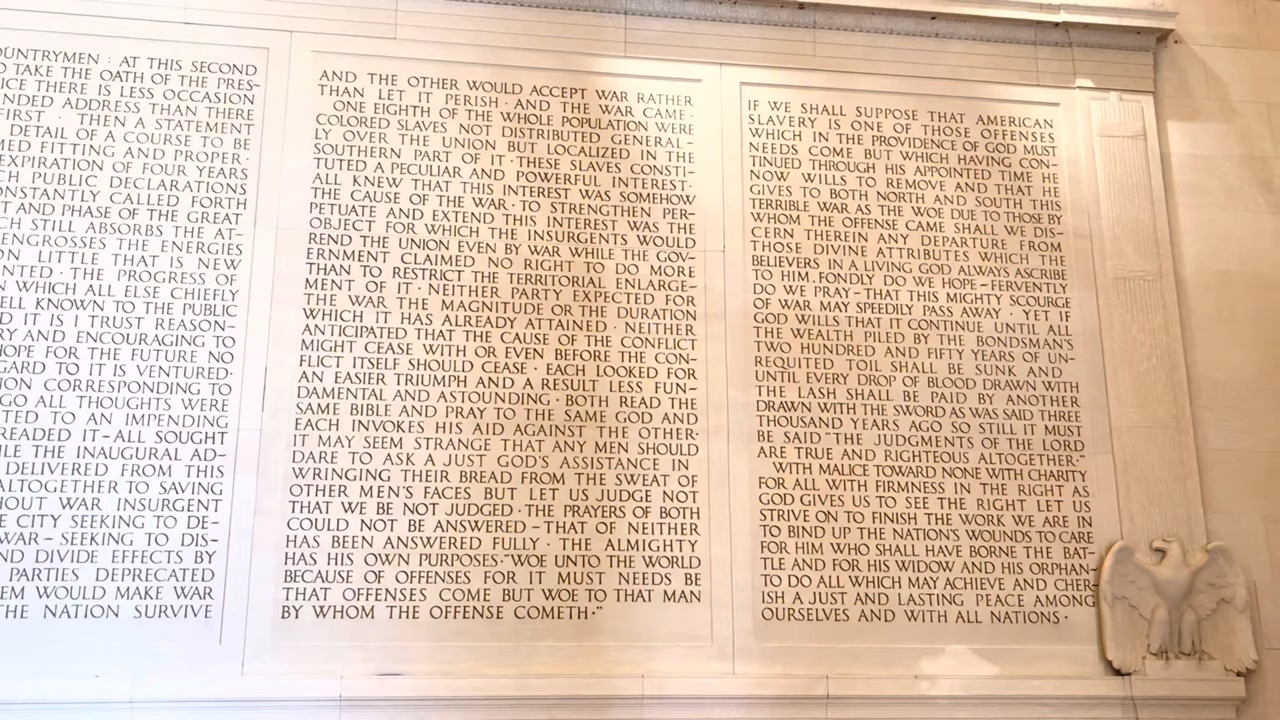 OUNTRYMEN : AT THIS SECOND
O TAKE THE OATH OF THE PRES-
ICE THERE IS LESS OCCASION
NDED ADDRESS THAN THERE
FIRST · THEN A STATEMENT
DETAIL OF A COURSE TO BE
MED FITTING AND PROPER·
EXPIRATION OF FOUR YEARS
CH PUBLIC DECLARATIONS
ONSTANTLY CALLED FORTH
T AND PHASE OF THE GREAT
CH STILL ABSORBS THE AT-
ENGROSSES THE ENERGIES
ON LITTLE THAT IS NEW
NTED · THE PROGRESS OF
N WHICH ALL ELSE CHIEFLY
ELL KNOWN TO THE PUBLIC
D IT IS I TRUST REASON-
RY AND ENCOURAGING TO
HOPE FOR THE FUTURE NO
GARD TO IT IS VENTURED·
ION CORRESPONDING TO
GO ALL THOUGHTS WERE
TED TO AN IMPENDING
READED IT–ALL SOUGHT
ILE THE INAUGURAL AD-
DELIVERED FROM THIS
ALTOGETHER TO SAVING
HOUT WAR INSURGENT
E CITY SEEKING TO DE-
WAR– SEEKING TO DIS-
ND DIVIDE EFFECTS BY
PARTIES DEPRECATED
EM WOULD MAKE WAR
THE NATION SURVIVE
AND THE OTHER WOULD ACCEPT WAR RATHER
THAN LET IT PERISH · AND THE WAR CAME ·
ONE EIGHTH OF THE WHOLE POPULATION WERE
COLORED SLAVES NOT DISTRIBUTED GENERAL-
LY OVER THE UNION BUT LOCALIZED IN THE
SOUTHERN PART OF IT · THESE SLAVES CONSTI-
TUTED A PECULIAR AND POWERFUL INTEREST·
ALL KNEW THAT THIS INTEREST WAS SOMEHOW
THE CAUSE OF THE WAR · TO STRENGTHEN PER-
PETUATE AND EXTEND THIS INTEREST WAS THE
OBJECT FOR WHICH THE INSURGENTS WOULD
REND THE UNION EVEN BY WAR WHILE THE GOV-
ERNMENT CLAIMED NO RIGHT TO DO MORE
THAN TO RESTRICT THE TERRITORIAL ENLARGE-
MENT OF IT · NEITHER PARTY EXPECTED FOR
THE WAR THE MAGNITUDE OR THE DURATION
WHICH IT HAS ALREADY ATTAINED · NEITHER
ANTICIPATED THAT THE CAUSE OF THE CONFLICT
MIGHT CEASE WITH OR EVEN BEFORE THE CON-
FLICT ITSELF SHOULD CEASE · EACH LOOKED FOR
AN EASIER TRIUMPH AND A RESULT LESS FUN-
DAMENTAL AND ASTOUNDING · BOTH READ THE
SAME BIBLE AND PRAY TO THE SAME GOD AND
EACH INVOKES HIS AID AGAINST THE OTHER·
IT MAY SEEM STRANGE THAT ANY MEN SHOULD
DARE TO ASK A JUST GOD'S ASSISTANCE IN
WRINGING THEIR BREAD FROM THE SWEAT OF
OTHER MEN'S FACES BUT LET US JUDGE NOT
THAT WE BE NOT JUDGED · THE PRAYERS OF BOTH
COULD NOT BE ANSWERED – THAT OF NEITHER
HAS BEEN ANSWERED FULLY · THE ALMIGHTY
HAS HIS OWN PURPOSES·"WOE UNTO THE WORLD
BECAUSE OF OFFENSES FOR IT MUST NEEDS BE
THAT OFFENSES COME BUT WOE TO THAT MAN
BY WHOM THE OFFENSE COMETH·"
IF WE SHALL SUPPOSE THAT AMERICAN
SLAVERY IS ONE OF THOSE OFFENSES
WHICH IN THE PROVIDENCE OF GOD MUST
NEEDS COME BUT WHICH HAVING CON-
TINUED THROUGH HIS APPOINTED TIME HE
NOW WILLS TO REMOVE AND THAT HE
GIVES TO BOTH NORTH AND SOUTH THIS
TERRIBLE WAR AS THE WOE DUE TO THOSE BY
WHOM THE OFFENSE CAME SHALL WE DIS-
CERN THEREIN ANY DEPARTURE FROM
THOSE DIVINE ATTRIBUTES WHICH THE
BELIEVERS IN A LIVING GOD ALWAYS ASCRIBE
TO HIM. FONDLY DO WE HOPE – FERVENTLY
DO WE PRAY – THAT THIS MIGHTY SCOURGE
OF WAR MAY SPEEDILY PASS AWAY · YET IF
GOD WILLS THAT IT CONTINUE UNTIL ALL
THE WEALTH PILED BY THE BONDSMAN'S
TWO HUNDRED AND FIFTY YEARS OF UN-
REQUITED TOIL SHALL BE SUNK AND
UNTIL EVERY DROP OF BLOOD DRAWN WITH
THE LASH SHALL BE PAID BY ANOTHER
DRAWN WITH THE SWORD AS WAS SAID THREE
THOUSAND YEARS AGO SO STILL IT MUST
BE SAID "THE JUDGMENTS OF THE LORD
ARE TRUE AND RIGHTEOUS ALTOGETHER·"
WITH MALICE TOWARD NONE WITH CHARITY
FOR ALL WITH FIRMNESS IN THE RIGHT AS
GOD GIVES US TO SEE THE RIGHT LET US
STRIVE ON TO FINISH THE WORK WE ARE IN
TO BIND UP THE NATION'S WOUNDS TO CARE
FOR HIM WHO SHALL HAVE BORNE THE BAT-
TLE AND FOR HIS WIDOW AND HIS ORPHAN–
TO DO ALL WHICH MAY ACHIEVE AND CHER-
ISH A JUST AND LASTING PEACE AMONG
OURSELVES AND WITH ALL NATIONS ·